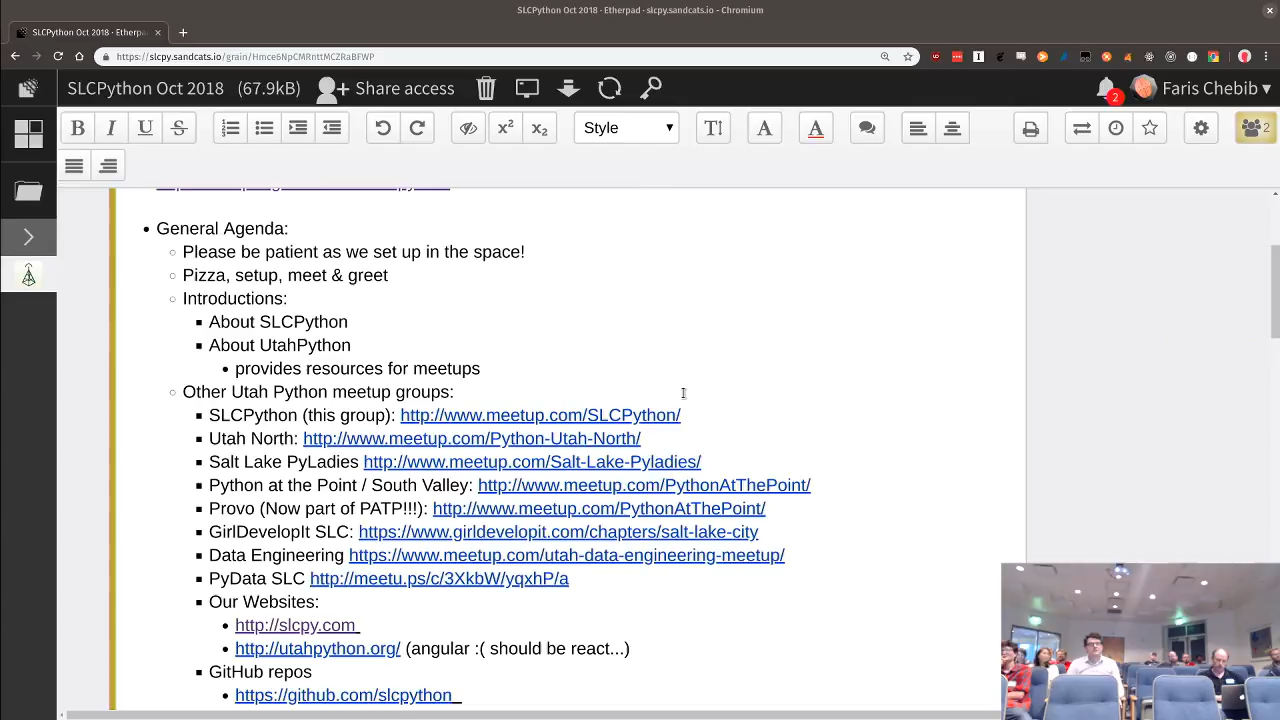 SLCPython Oct 2018 · Etherpad · slcpy.sandcats.io - Chromium
SLCPython Oct 2018 · Etherpa
https://slcpy.sandcats.io/grain/Hmce6NpCMRnttMCZRaBFWP
SLCPython Oct 2018 (67.9kB) Share access 2 Faris Chebib
B I U S x² x₂ Style A A 2
General Agenda:
Please be patient as we set up in the space!
Pizza, setup, meet & greet
Introductions:
About SLCPython
About UtahPython
provides resources for meetups
Other Utah Python meetup groups:
SLCPython (this group): http://www.meetup.com/SLCPython/
Utah North: http://www.meetup.com/Python-Utah-North/
Salt Lake PyLadies http://www.meetup.com/Salt-Lake-Pyladies/
Python at the Point / South Valley: http://www.meetup.com/PythonAtThePoint/
Provo (Now part of PATP!!!): http://www.meetup.com/PythonAtThePoint/
GirlDevelopIt SLC: https://www.girldevelopit.com/chapters/salt-lake-city
Data Engineering https://www.meetup.com/utah-data-engineering-meetup/
PyData SLC http://meetu.ps/c/3XkbW/yqxhP/a
Our Websites:
http://slcpy.com
http://utahpython.org/ (angular :( should be react...)
GitHub repos
https://github.com/slcpython